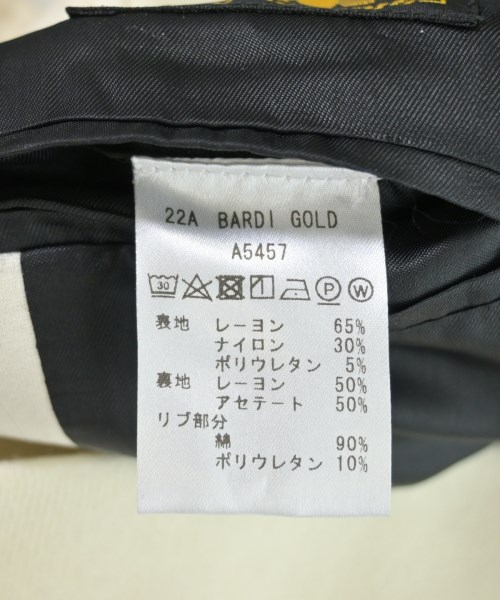 22A BARDI GOLD
A5457
30 P W
表地 レーヨン 65%
ナイロン 30%
ポリウレタン 5%
裏地 レーヨン 50%
アセテート 50%
リブ部分
綿 90%
ポリウレタン 10%